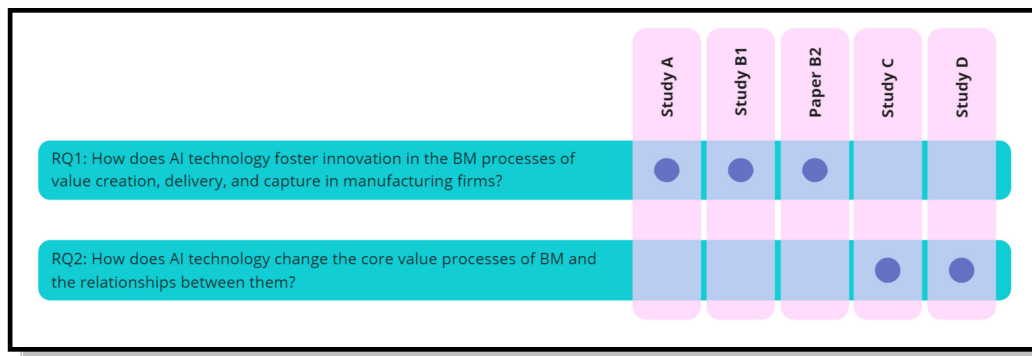 Study A
Study B1
Paper B2
Study C
Study D
RQ1: How does AI technology foster innovation in the BM processes of
value creation, delivery, and capture in manufacturing firms?
RQ2: How does AI technology change the core value processes of BM and
the relationships between them?